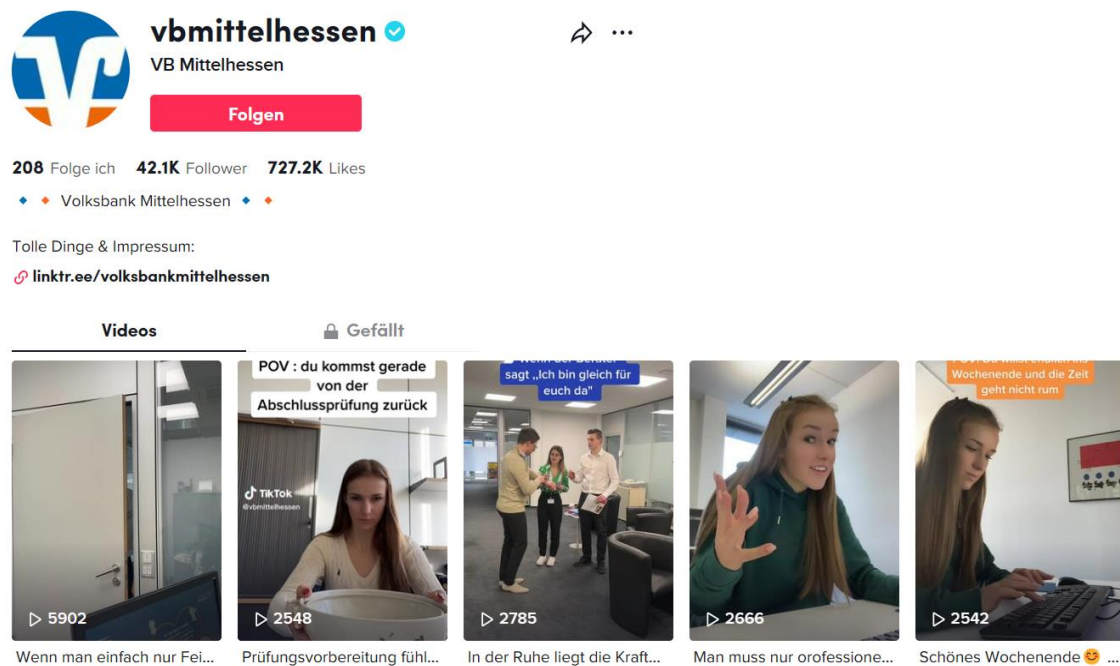 vbmittelhessen
VB Mittelhessen
Folgen
208 Folge ich 42.1K Follower 727.2K Likes
Volksbank Mittelhessen
Tolle Dinge & Impressum:
linktr.ee/volksbankmittelhessen
Videos Gefällt
POV : du kommst gerade
von der
Abschlussprüfung zurück
TikTok
@vbmittelhessen
5902
2548
Wenn der Berater
sagt ,,Ich bin gleich für
euch da"
2785
2666
Wochenende und die Zeit
geht nicht rum
2542
Wenn man einfach nur Fei...
Prüfungsvorbereitung fühl...
In der Ruhe liegt die Kraft...
Man muss nur orofessione...
Schönes Wochenende 😊 ...